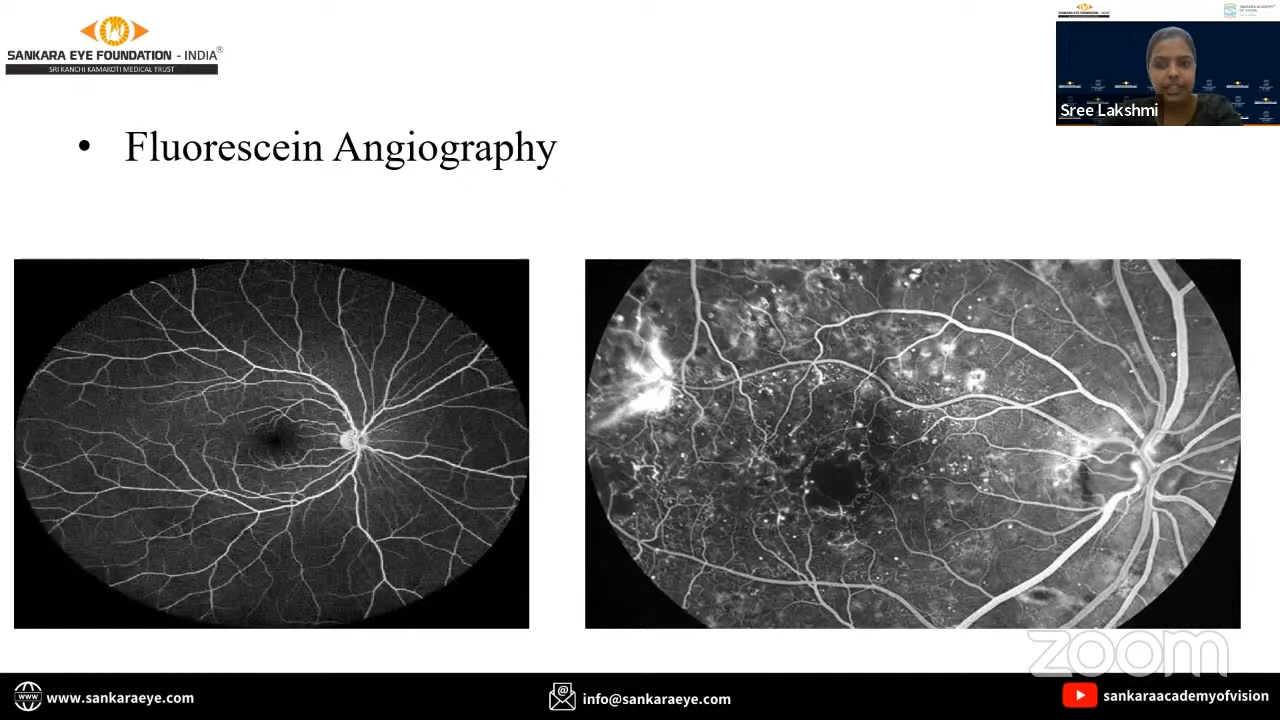 SANKARA EYE FOUNDATION - INDIA®
SRI KANCHI KAMAKOTI MEDICAL TRUST
Sree Lakshmi
• Fluorescein Angiography
zoom
www.sankaraeye.com
info@sankaraeye.com
sankaraacademyofvision